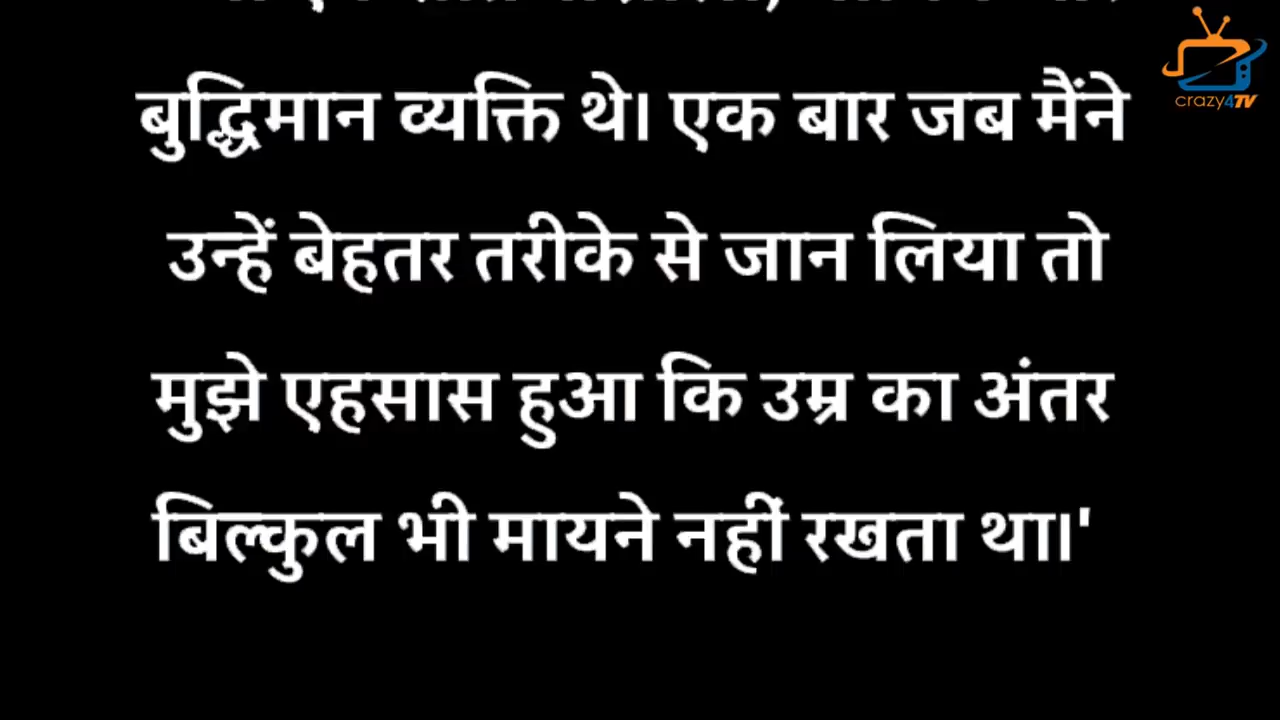 crazy4TV
बुद्धिमान व्यक्ति थे। एक बार जब मैंने
उन्हें बेहतर तरीके से जान लिया तो
मुझे एहसास हुआ कि उम्र का अंतर
बिल्कुल भी मायने नहीं रखता था।'